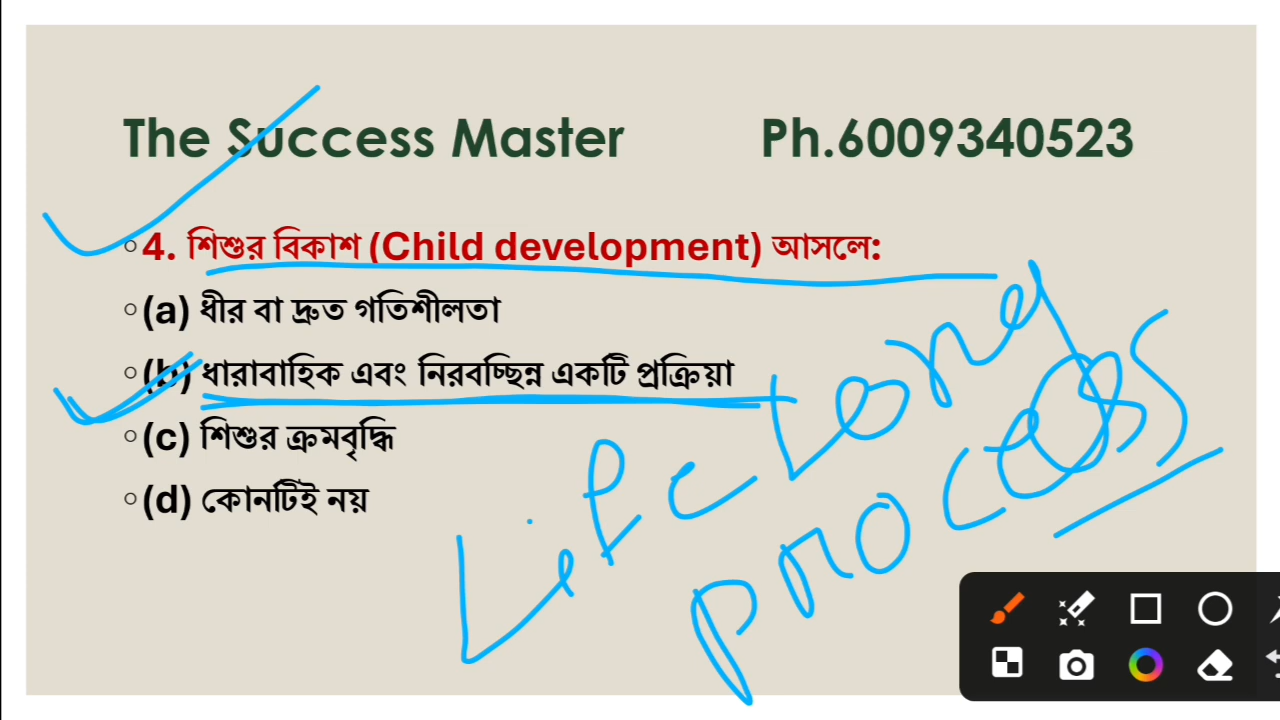 The Success Master Ph.6009340523
4. শিশুর বিকাশ (Child development) আসলে:
(a) ধীর বা দ্রুত গতিশীলতা
(b) ধারাবাহিক এবং নিরবচ্ছিন্ন একটি প্রক্রিয়া
(c) শিশুর ক্রমবৃদ্ধি
(d) কোনটিই নয়
Life Long
process